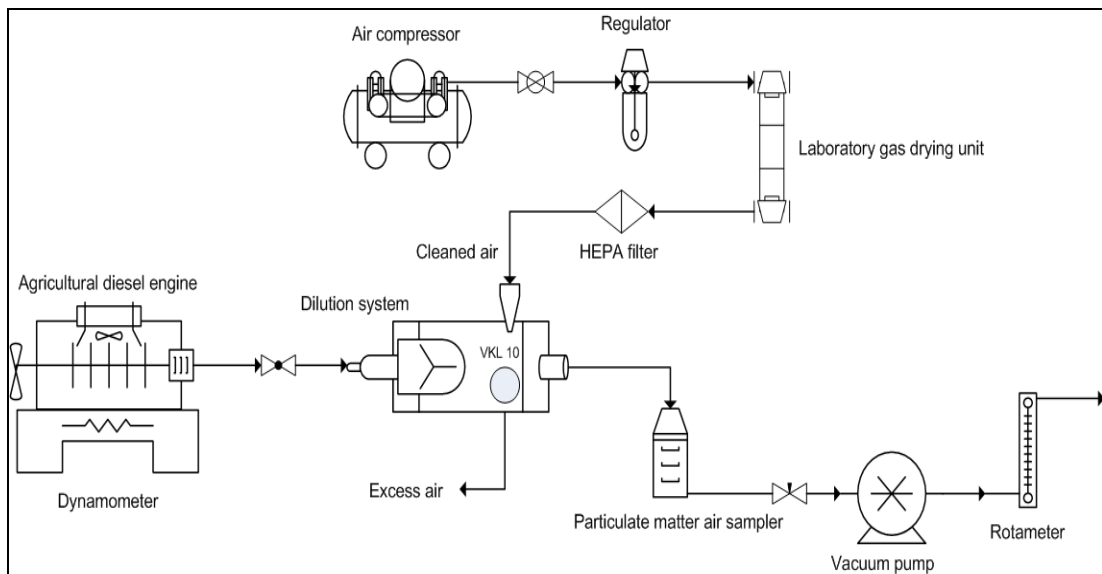 Air compressor
Regulator
Laboratory gas drying unit
Cleaned air
HEPA filter
Agricultural diesel engine
Dilution system
VKL 10
Excess air
Dynamometer
Particulate matter air sampler
Vacuum pump
Rotameter